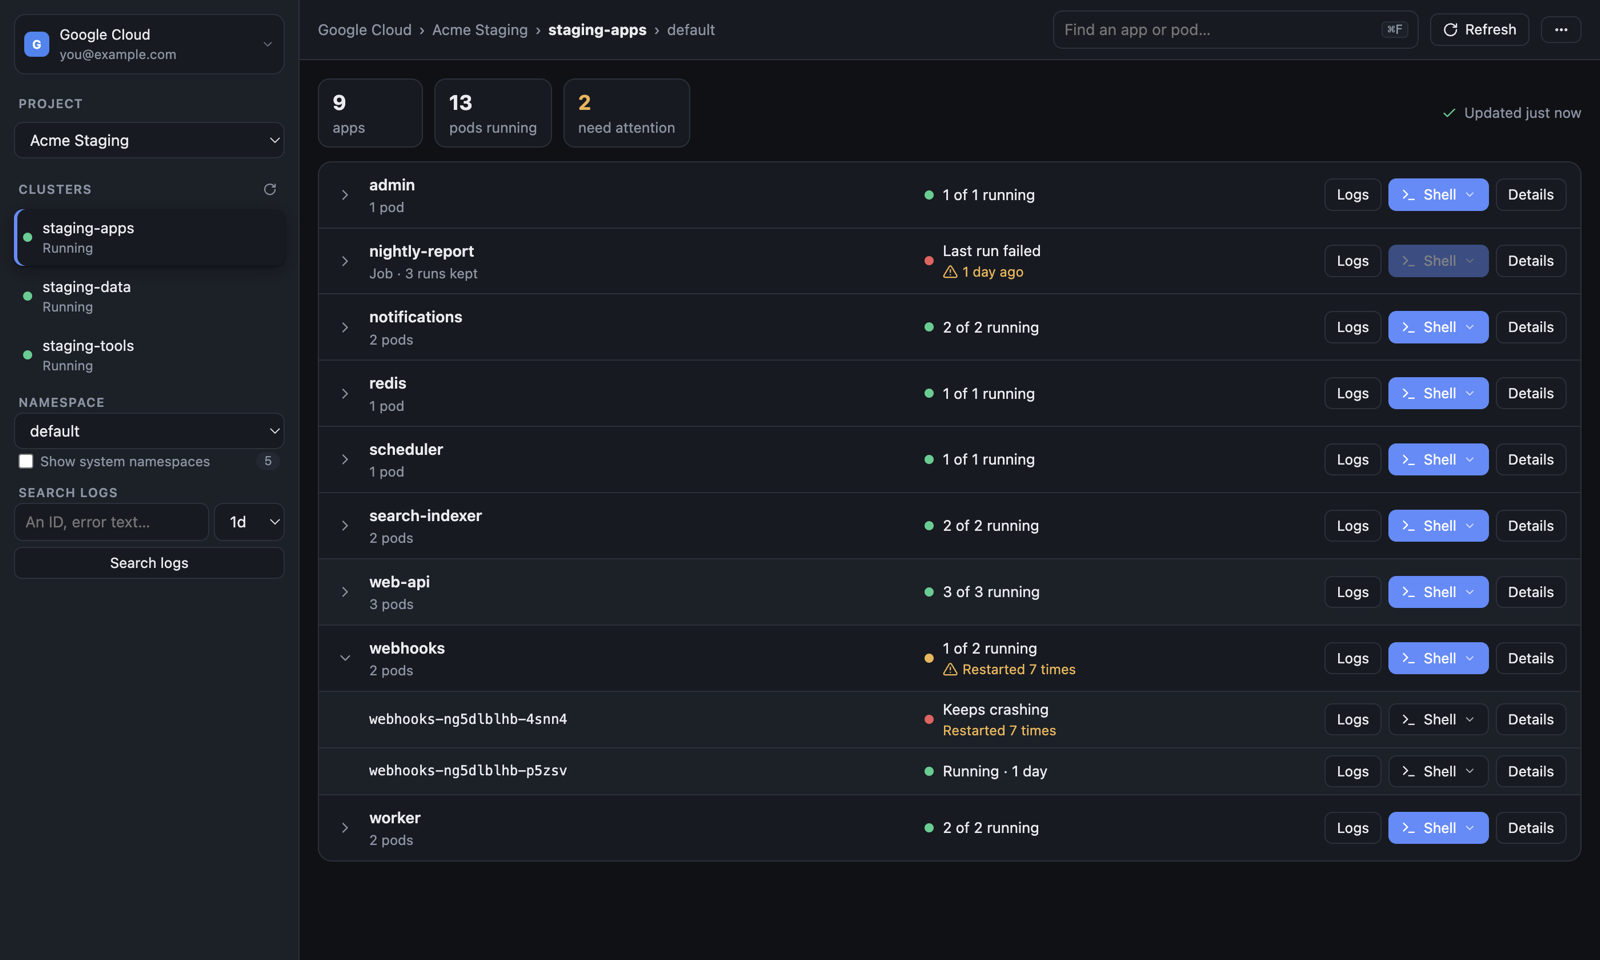 G
Google Cloud
you@example.com
PROJECT
Acme Staging
CLUSTERS
staging-apps
Running
staging-data
Running
staging-tools
Running
NAMESPACE
default
Show system namespaces 5
SEARCH LOGS
An ID, error text... 1d
Search logs
Google Cloud › Acme Staging › staging-apps › default
Find an app or pod... ⌘F
Refresh
···
9
apps
13
pods running
2
need attention
Updated just now
admin
1 pod
1 of 1 running
Logs >_ Shell Details
nightly-report
Job · 3 runs kept
Last run failed
1 day ago
Logs >_ Shell Details
notifications
2 pods
2 of 2 running
Logs >_ Shell Details
redis
1 pod
1 of 1 running
Logs >_ Shell Details
scheduler
1 pod
1 of 1 running
Logs >_ Shell Details
search-indexer
2 pods
2 of 2 running
Logs >_ Shell Details
web-api
3 pods
3 of 3 running
Logs >_ Shell Details
webhooks
2 pods
1 of 2 running
Restarted 7 times
Logs >_ Shell Details
webhooks-ng5dlblhb-4snn4
Keeps crashing
Restarted 7 times
Logs >_ Shell Details
webhooks-ng5dlblhb-p5zsv
Running · 1 day
Logs >_ Shell Details
worker
2 pods
2 of 2 running
Logs >_ Shell Details